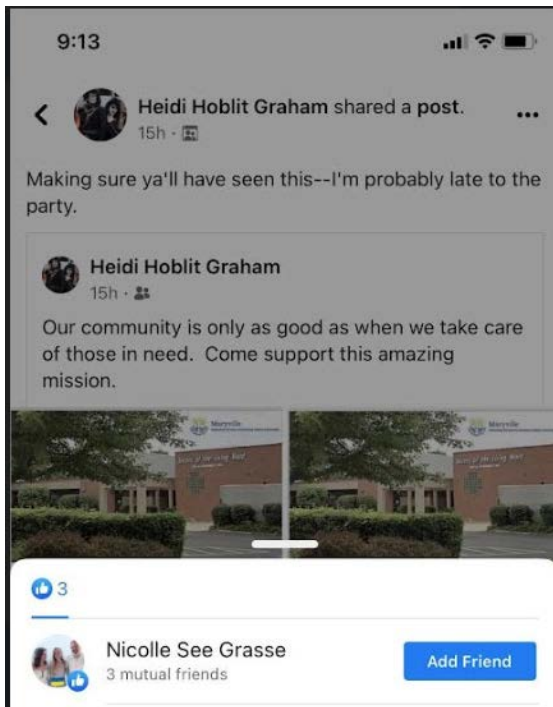 9:13
Heidi Hoblit Graham shared a post.
15h ·
Making sure ya'll have seen this--I'm probably late to the
party.
Heidi Hoblit Graham
15h ·
Our community is only as good as when we take care
of those in need.  Come support this amazing
mission.
Maryville
Maryville
3
Nicolle See Grasse
3 mutual friends
Add Friend